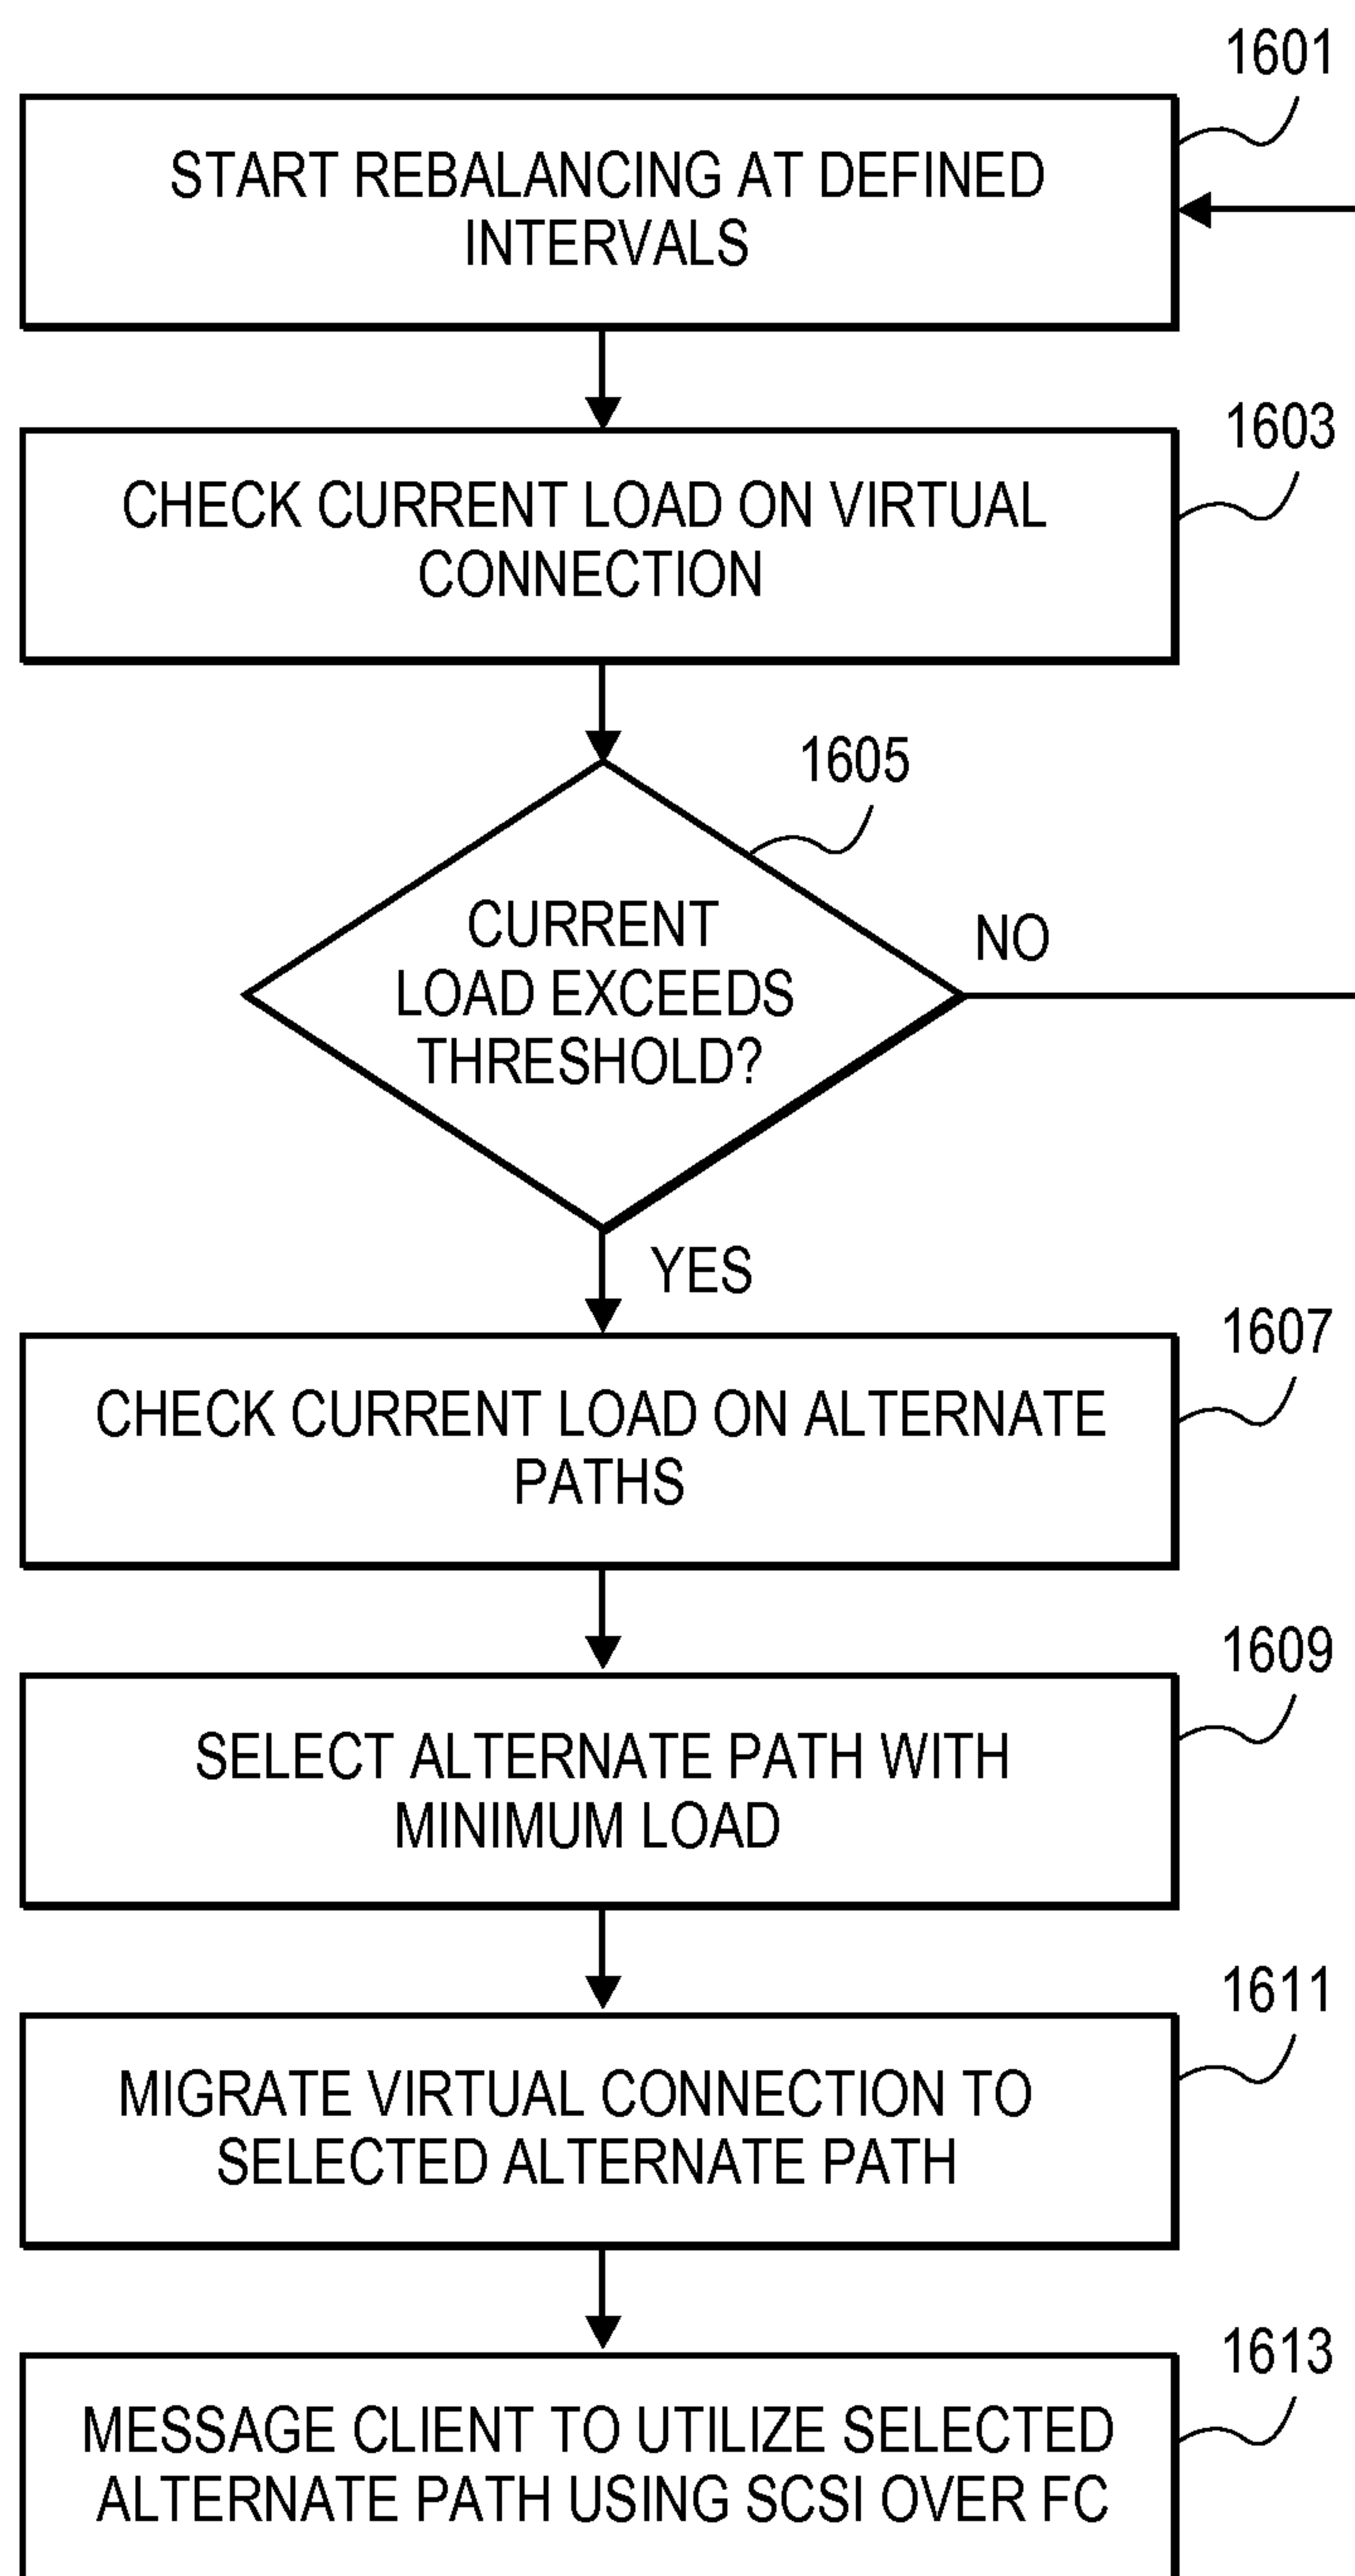 1601
START REBALANCING AT DEFINED
INTERVALS
1603
CHECK CURRENT LOAD ON VIRTUAL
CONNECTION
1605
CURRENT
LOAD EXCEEDS
THRESHOLD?
NO
YES
1607
CHECK CURRENT LOAD ON ALTERNATE
PATHS
1609
SELECT ALTERNATE PATH WITH
MINIMUM LOAD
1611
MIGRATE VIRTUAL CONNECTION TO
SELECTED ALTERNATE PATH
1613
MESSAGE CLIENT TO UTILIZE SELECTED
ALTERNATE PATH USING SCSI OVER FC